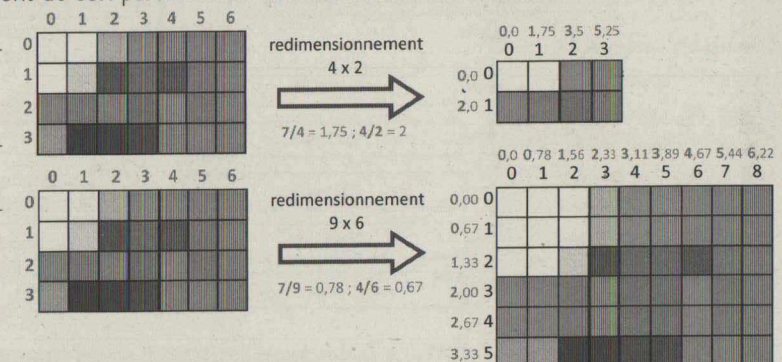 0 1 2 3 4 5 6
0
1
2
3
redimensionnement
4 x 2
7/4 = 1,75 ; 4/2 = 2
0,0 1,75 3,5 5,25
0 1 2 3
0,0 0
2,0 1
0 1 2 3 4 5 6
0
1
2
3
redimensionnement
9 x 6
7/9 = 0,78 ; 4/6 = 0,67
0,0 0,78 1,56 2,33 3,11 3,89 4,67 5,44 6,22
0 1 2 3 4 5 6 7 8
0,00 0
0,67 1
1,33 2
2,00 3
2,67 4
3,33 5